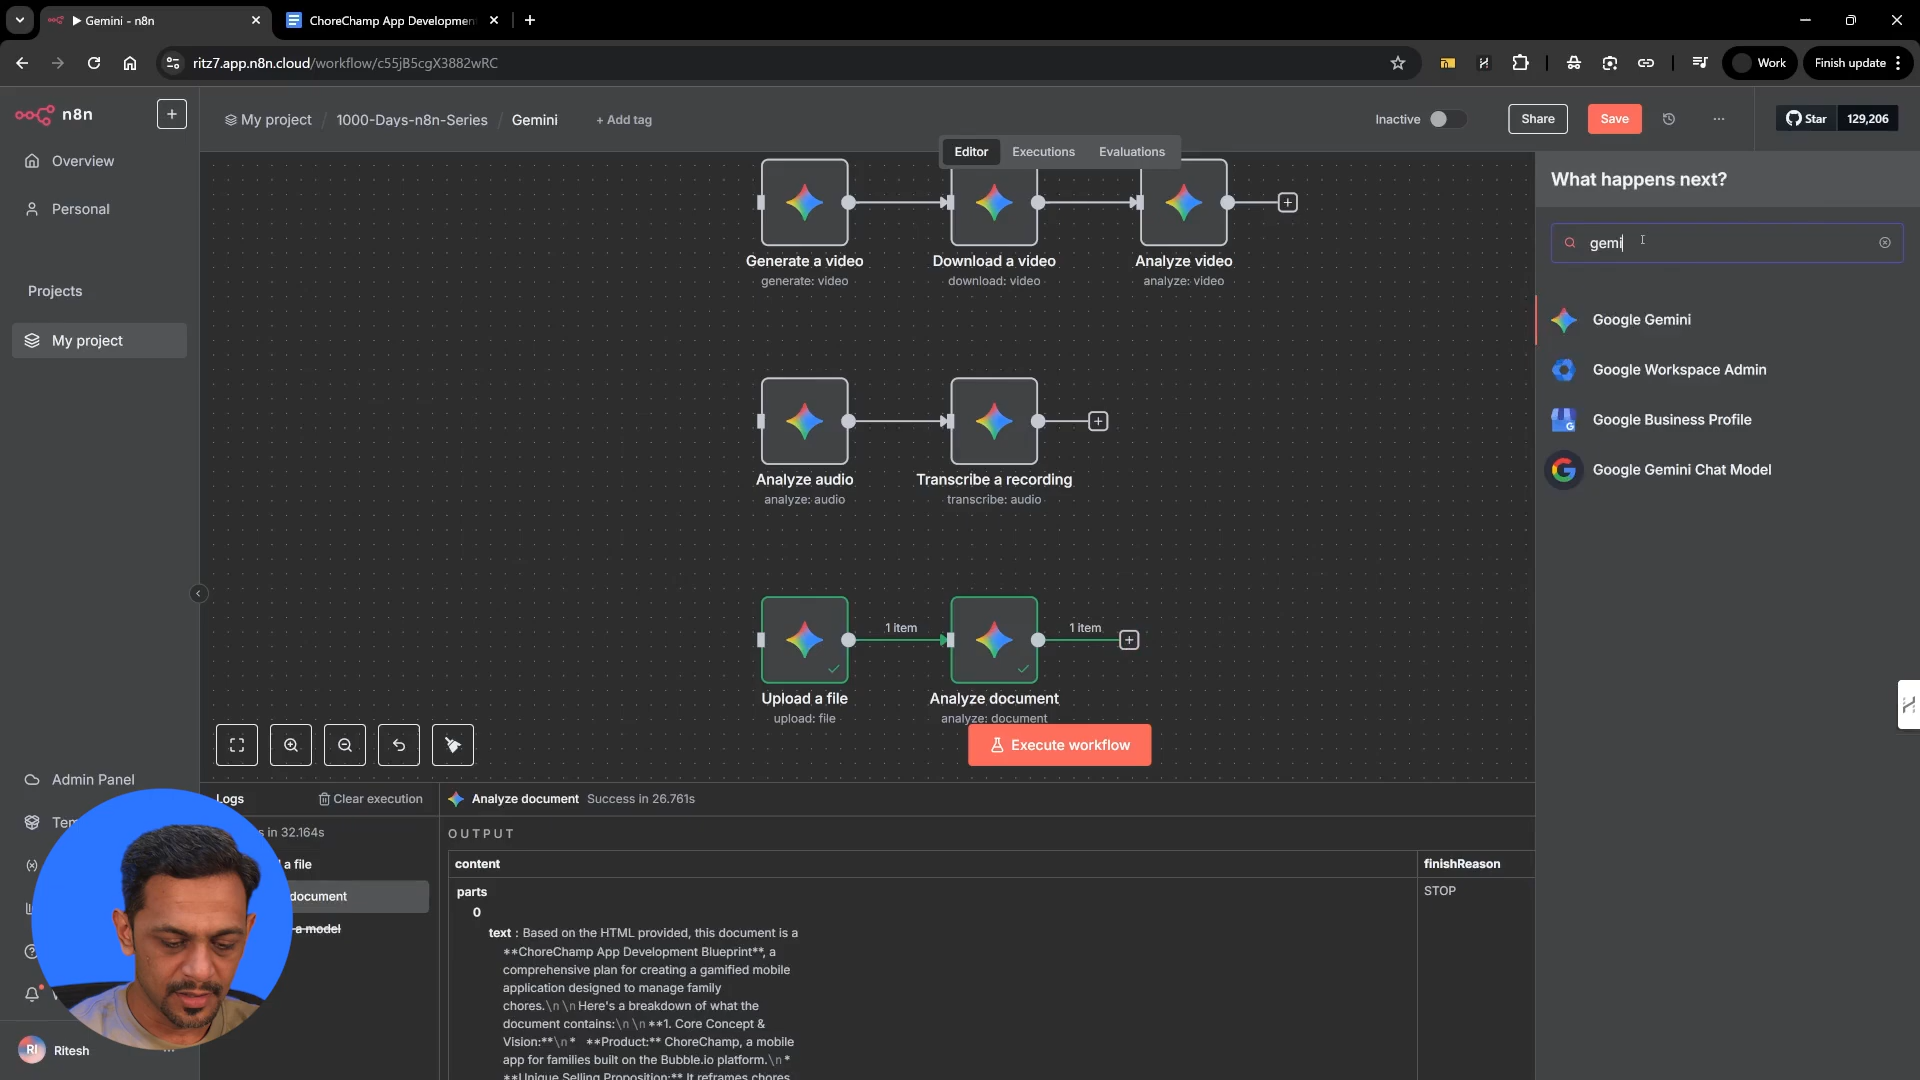 Gemini - n8n
ChoreChamp App Developmen
ritz7.app.n8n.cloud/workflow/c55jB5cgX3882wRC
Work
Finish update
n8n
My project / 1000-Days-n8n-Series / Gemini + Add tag
Inactive
Share
Save
Star 129,206
Overview
Personal
Projects
My project
Admin Panel
Editor Executions Evaluations
Generate a video
generate: video
Download a video
download: video
Analyze video
analyze: video
Analyze audio
analyze: audio
Transcribe a recording
transcribe: audio
1 item
1 item
Upload a file
upload: file
Analyze document
analyze: document
Execute workflow
What happens next?
gemi
Google Gemini
Google Workspace Admin
Google Business Profile
Google Gemini Chat Model
Logs
Clear execution
s in 32.164s
a file
document
a model
Analyze document Success in 26.761s
OUTPUT
content
finishReason
parts
STOP
0
text : Based on the HTML provided, this document is a
**ChoreChamp App Development Blueprint**, a
comprehensive plan for creating a gamified mobile
application designed to manage family
chores.\n\nHere's a breakdown of what the
document contains:\n\n**1. Core Concept &
Vision:**\n* **Product:** ChoreChamp, a mobile
app for families built on the Bubble.io platform.\n*
**Unique Selling Proposition:** It reframes chores
RI
Ritesh